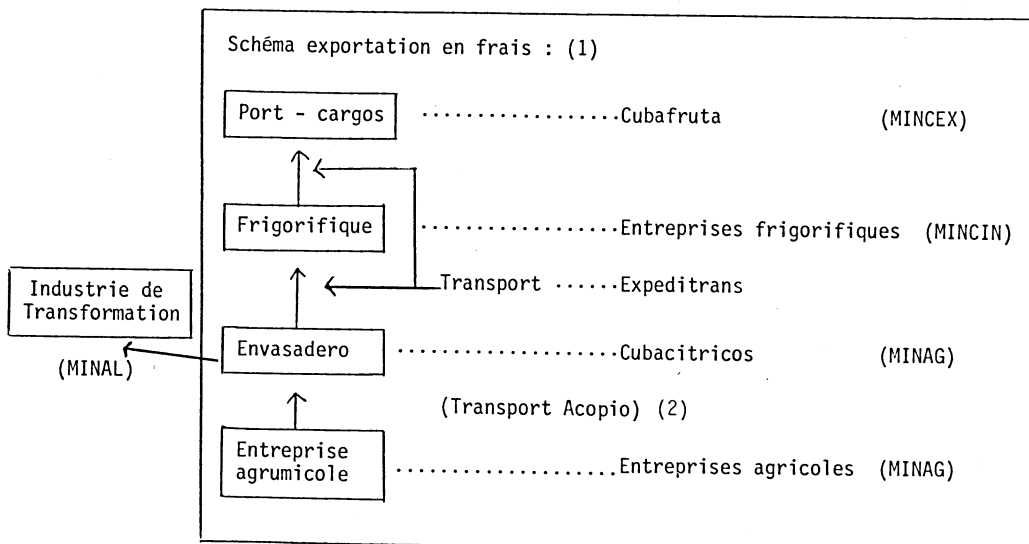 Schéma exportation en frais : (1)
Port - cargos ..................Cubafruta (MINCEX)
Frigorifique ..................Entreprises frigorifiques (MINCIN)
Transport ......Expeditrans
Industrie de
Transformation
(MINAL)
Envasadero ....................Cubacitricos (MINAG)
(Transport Acopio) (2)
Entreprise
agrumicole ....................Entreprises agricoles (MINAG)